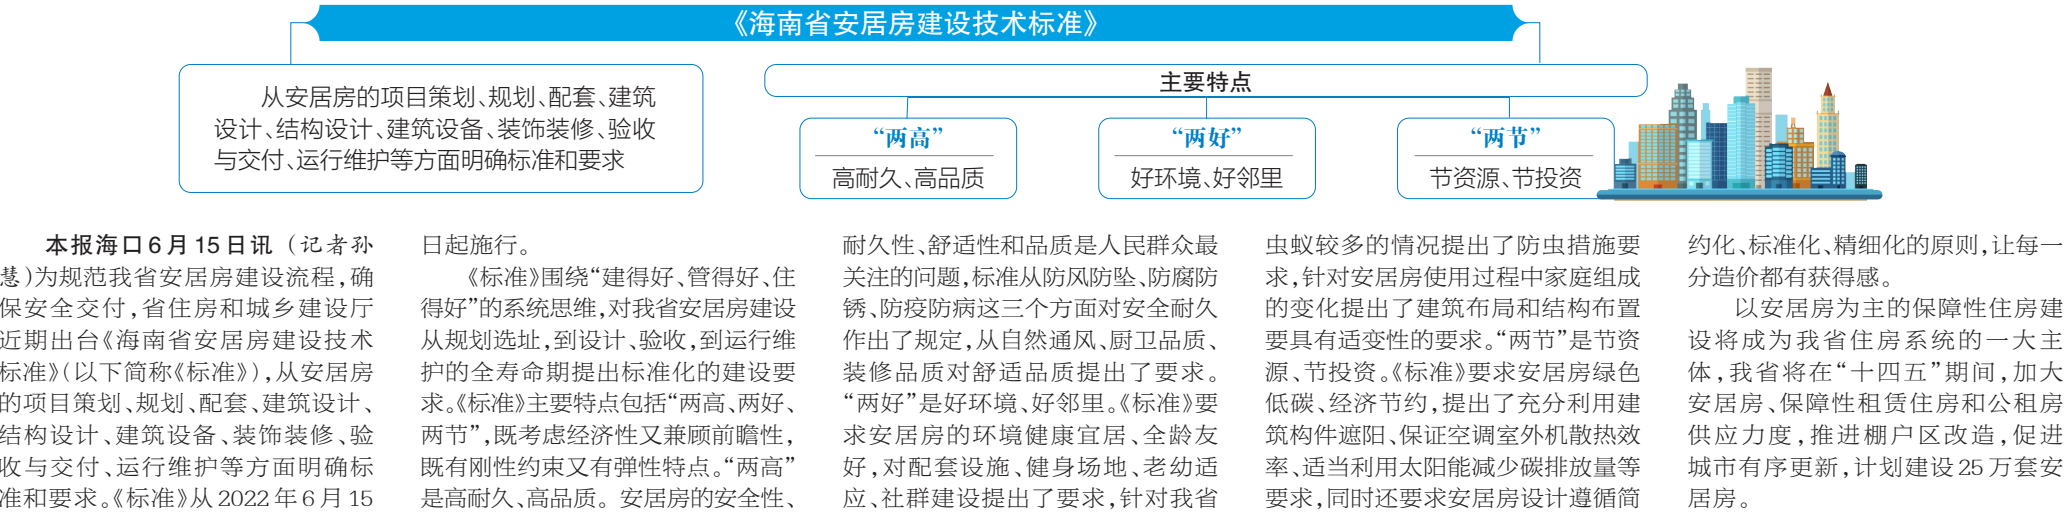 《海南省安居房建设技术标准》
从安居房的项目策划、规划、配套、建筑
设计、结构设计、建筑设备、装饰装修、验收
与交付、运行维护等方面明确标准和要求
主要特点
“两高”
高耐久、高品质
“两好”
好环境、好邻里
“两节”
节资源、节投资
本报海口6月15日讯（记者孙
慧）为规范我省安居房建设流程，确
保安全交付，省住房和城乡建设厅
近期出台《海南省安居房建设技术
标准》（以下简称《标准》），从安居房
的项目策划、规划、配套、建筑设计、
结构设计、建筑设备、装饰装修、验
收与交付、运行维护等方面明确标
准和要求。《标准》从2022年6月15
日起施行。
《标准》围绕“建得好、管得好、住
得好”的系统思维，对我省安居房建设
从规划选址，到设计、验收，到运行维
护的全寿命期提出标准化的建设要
求。《标准》主要特点包括“两高、两好、
两节”，既考虑经济性又兼顾前瞻性，
既有刚性约束又有弹性特点。“两高”
是高耐久、高品质。安居房的安全性、
耐久性、舒适性和品质是人民群众最
关注的问题，标准从防风防坠、防腐防
锈、防疫防病这三个方面对安全耐久
作出了规定，从自然通风、厨卫品质、
装修品质对舒适品质提出了要求。
“两好”是好环境、好邻里。《标准》要
求安居房的环境健康宜居、全龄友
好，对配套设施、健身场地、老幼适
应、社群建设提出了要求，针对我省
虫蚁较多的情况提出了防虫措施要
求，针对安居房使用过程中家庭组成
的变化提出了建筑布局和结构布置
要具有适变性的要求。“两节”是节资
源、节投资。《标准》要求安居房绿色
低碳、经济节约，提出了充分利用建
筑构件遮阳、保证空调室外机散热效
率、适当利用太阳能减少碳排放量等
要求，同时还要求安居房设计遵循简
约化、标准化、精细化的原则，让每一
分造价都有获得感。
以安居房为主的保障性住房建
设将成为我省住房系统的一大主
体，我省将在“十四五”期间，加大
安居房、保障性租赁住房和公租房
供应力度，推进棚户区改造，促进
城市有序更新，计划建设25万套安
居房。